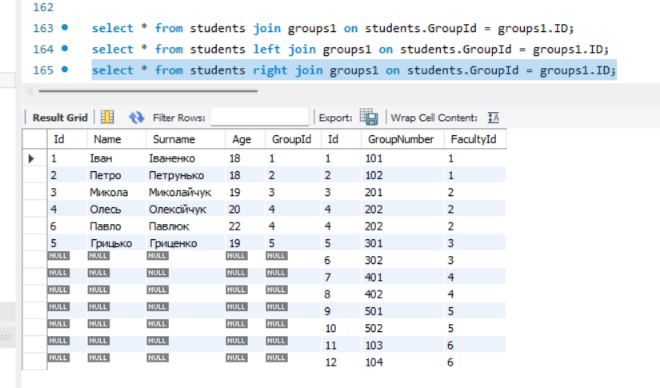 162
163 select * from students join groups1 on students.GroupId = groups1.ID;
164 select * from students left join groups1 on students.GroupId = groups1.ID;
165 select * from students right join groups1 on students.GroupId = groups1.ID;
Result Grid Filter Rows: Export: Wrap Cell Content: IA
Id Name Surname Age GroupId Id GroupNumber FacultyId
1 Іван Іваненко 18 1 1 101 1
2 Петро Петрунько 18 2 2 102 1
3 Микола Миколайчук 19 3 3 201 2
4 Олесь Олексійчук 20 4 4 202 2
6 Павло Павлюк 22 4 4 202 2
5 Грицько Гриценко 19 5 5 301 3
NULL NULL NULL NULL NULL 6 302 3
NULL NULL NULL NULL NULL 7 401 4
NULL NULL NULL NULL NULL 8 402 4
NULL NULL NULL NULL NULL 9 501 5
NULL NULL NULL NULL NULL 10 502 5
NULL NULL NULL NULL NULL 11 103 6
NULL NULL NULL NULL NULL 12 104 6